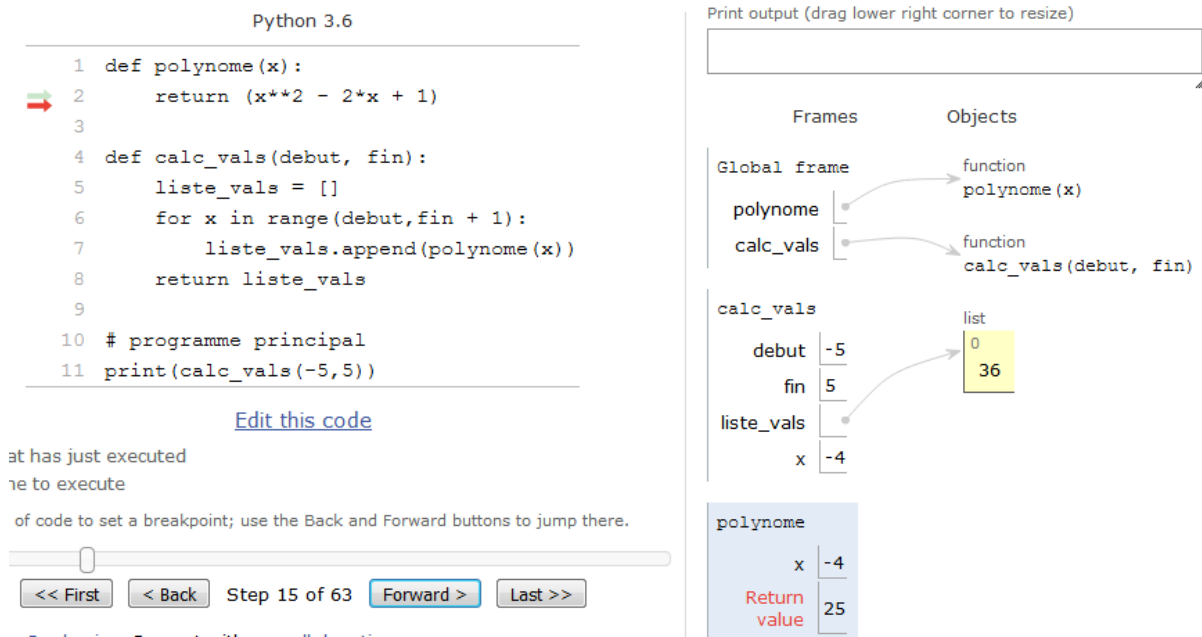 Python 3.6
1 def polynome(x):
2     return (x**2 - 2*x + 1)
3
4 def calc_vals(debut, fin):
5     liste_vals = []
6     for x in range(debut,fin + 1):
7         liste_vals.append(polynome(x))
8     return liste_vals
9
10 # programme principal
11 print(calc_vals(-5,5))
Edit this code
at has just executed
ne to execute
of code to set a breakpoint; use the Back and Forward buttons to jump there.
<< First < Back Step 15 of 63 Forward > Last >>
Print output (drag lower right corner to resize)
Frames Objects
Global frame
polynome
calc_vals
function
polynome(x)
function
calc_vals(debut, fin)
calc_vals
debut -5
fin 5
liste_vals
x -4
list
0
36
polynome
x -4
Return
value 25